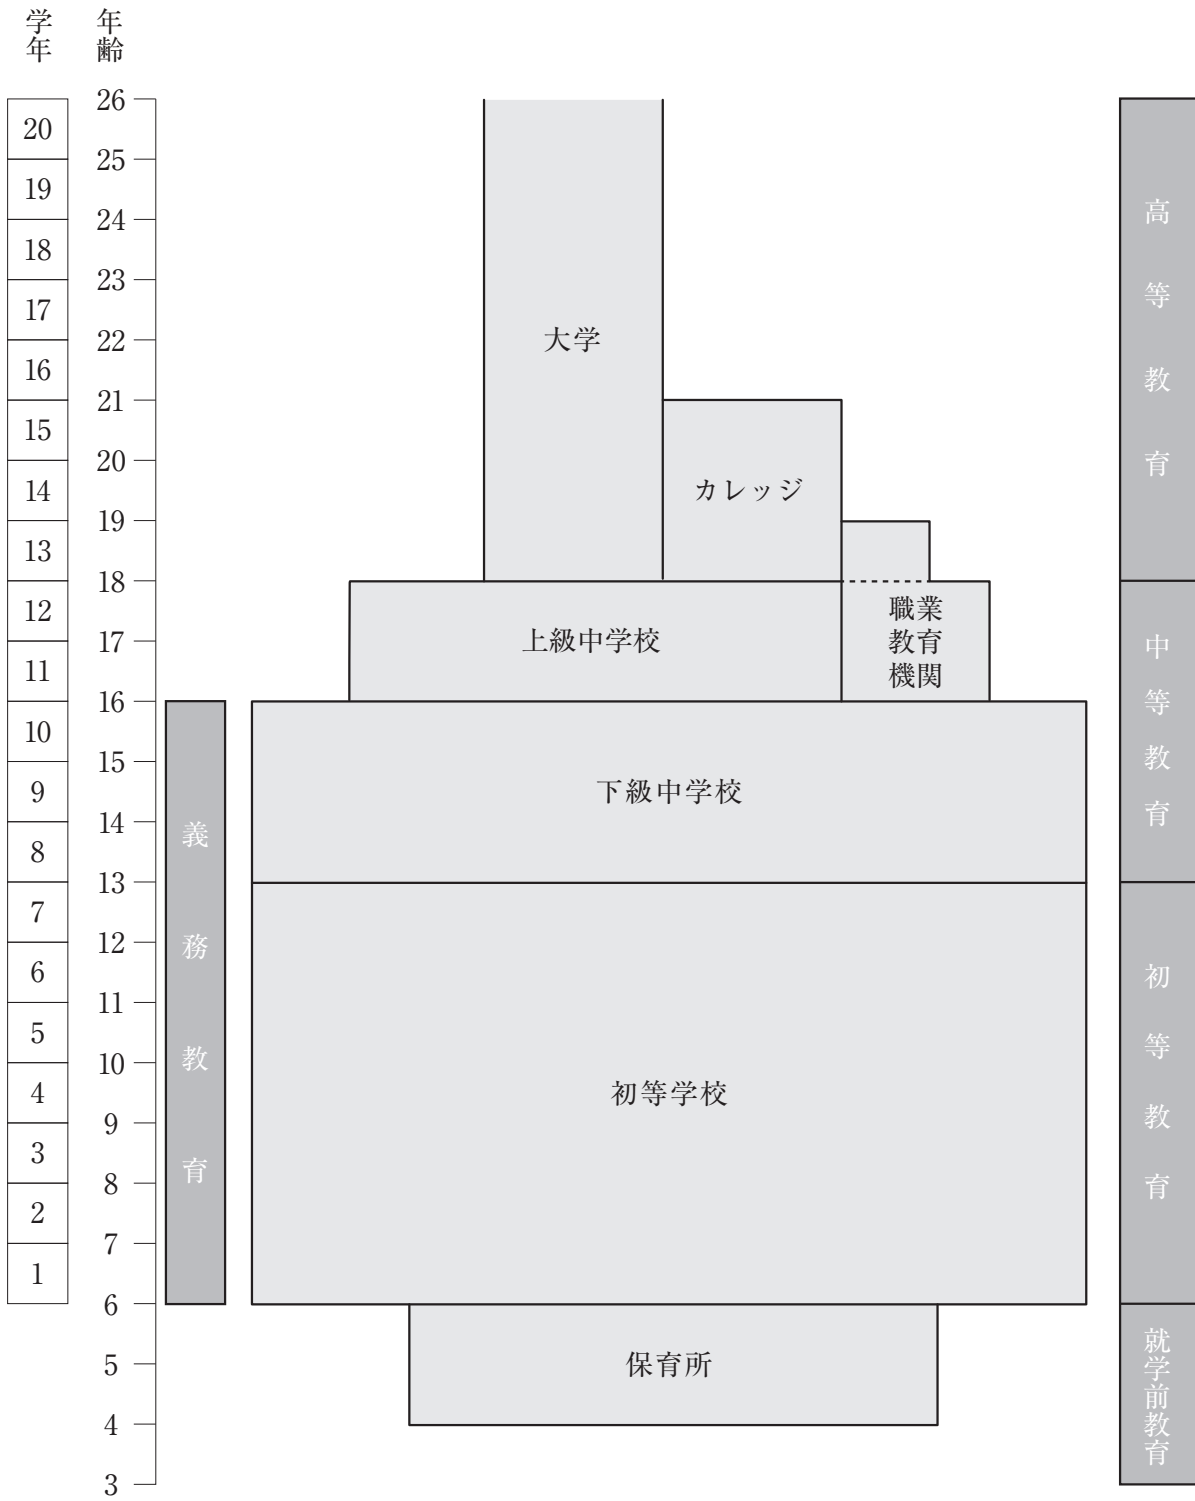 学年
年齢
26
20
25
19
24
18
23
17
22
16
21
15
20
14
19
13
18
12
17
11
16
10
15
9
14
8
13
7
12
6
11
5
10
4
9
3
8
2
7
1
6
5
4
3
義務教育
大学
カレッジ
上級中学校
職業
教育
機関
下級中学校
初等学校
保育所
高等教育
中等教育
初等教育
就学前教育